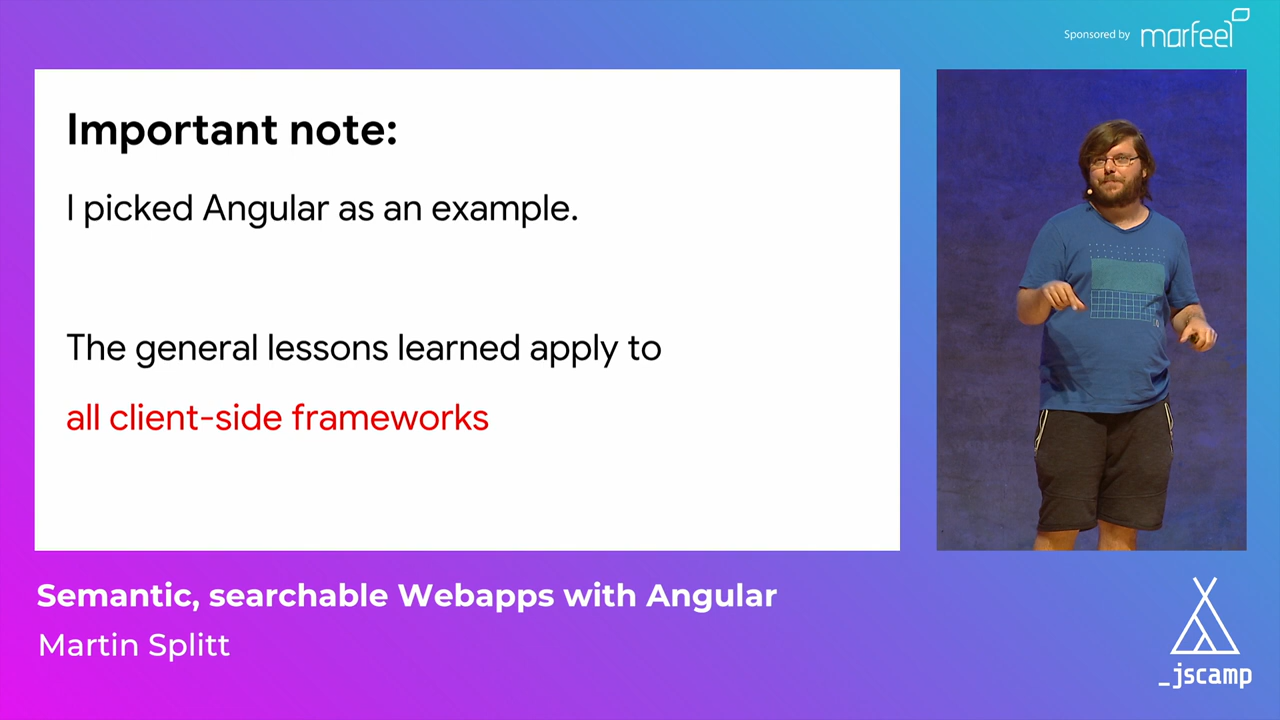 Sponsored by marfeel
Important note:
I picked Angular as an example.
The general lessons learned apply to
all client-side frameworks
Semantic, searchable Webapps with Angular
Martin Splitt
_jscamp